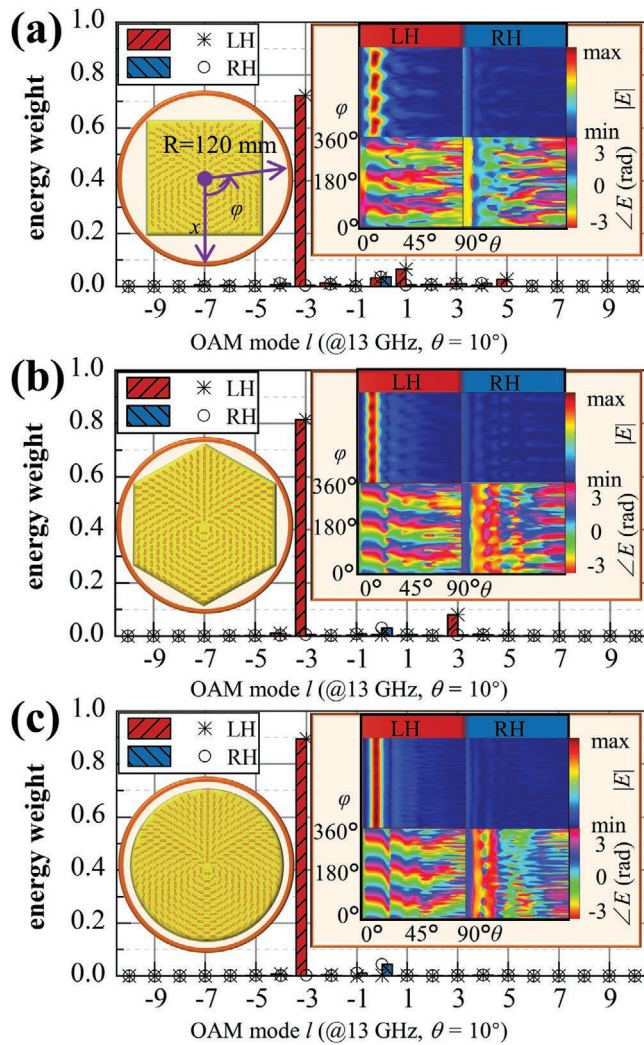 (a)
1.0
0.8
0.6
0.4
0.2
0.0
energy weight
LH
RH
R=120 mm
φ
x
LH RH
φ
360°
180°
0°
0° 45° 90° θ
max
|E|
min
3
0
-3
∠E (rad)
-9 -7 -5 -3 -1 1 3 5 7 9
OAM mode l (@13 GHz, θ = 10°)
(b)
1.0
0.8
0.6
0.4
0.2
0.0
energy weight
LH
RH
LH RH
φ
360°
180°
0°
0° 45° 90° θ
max
|E|
min
3
0
-3
∠E (rad)
-9 -7 -5 -3 -1 1 3 5 7 9
OAM mode l (@13 GHz, θ = 10°)
(c)
1.0
0.8
0.6
0.4
0.2
0.0
energy weight
LH
RH
LH RH
φ
360°
180°
0°
0° 45° 90° θ
max
|E|
min
3
0
-3
∠E (rad)
-9 -7 -5 -3 -1 1 3 5 7 9
OAM mode l (@13 GHz, θ = 10°)